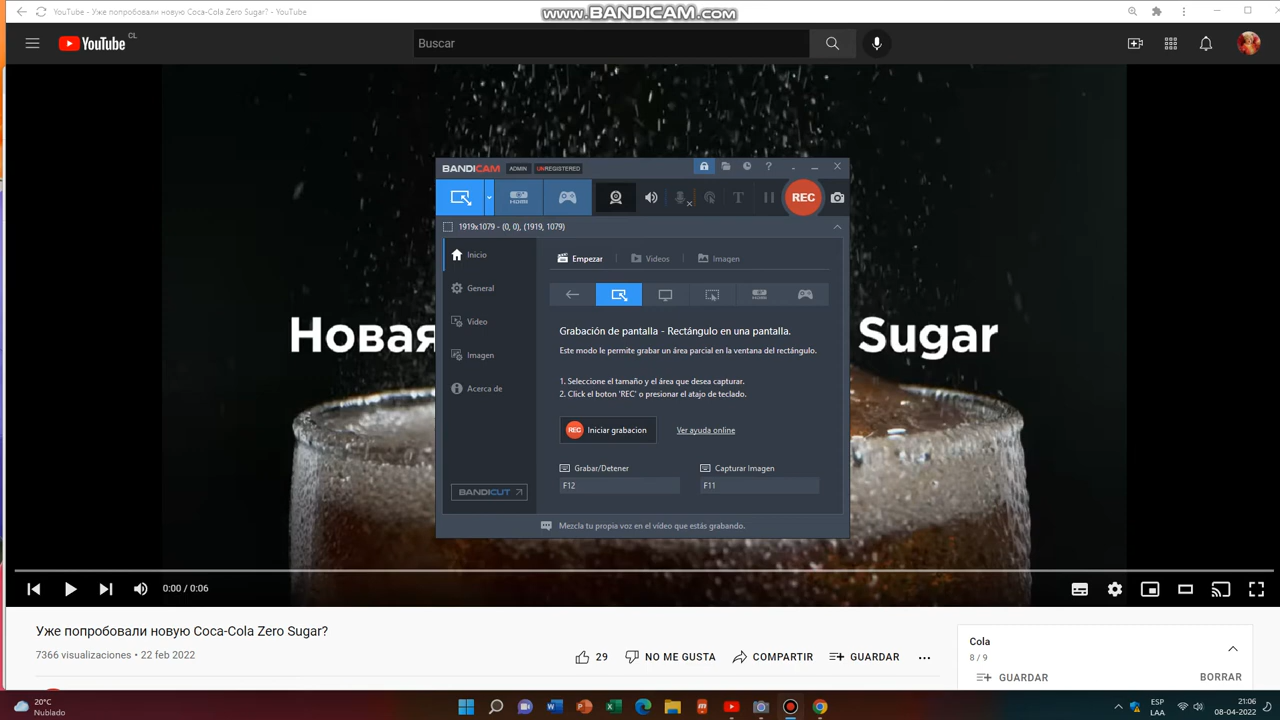 YouTube - Уже попробовали новую Coca-Cola Zero Sugar? - YouTube
www.BANDICAM.com
YouTube CL
Buscar
BANDICAM ADMIN UNREGISTERED
HDMI
T
REC
1919x1079 - (0, 0), (1919, 1079)
Inicio
General
Video
Imagen
Acerca de
BANDICUT
Empezar
Videos
Imagen
HDMI
Grabación de pantalla - Rectángulo en una pantalla.
Este modo le permite grabar un área parcial en la ventana del rectángulo.
1. Seleccione el tamaño y el área que desea capturar.
2. Click el boton 'REC' o presionar el atajo de teclado.
REC Iniciar grabacion
Ver ayuda online
Grabar/Detener
F12
Capturar Imagen
F11
Mezcla tu propia voz en el vídeo que estás grabando.
Новая
Sugar
0:00 / 0:06
Уже попробовали новую Coca-Cola Zero Sugar?
7366 visualizaciones • 22 feb 2022
29
NO ME GUSTA
COMPARTIR
GUARDAR
Cola
8 / 9
GUARDAR
BORRAR
20°C
Nublado
ESP
LAA
21:06
08-04-2022